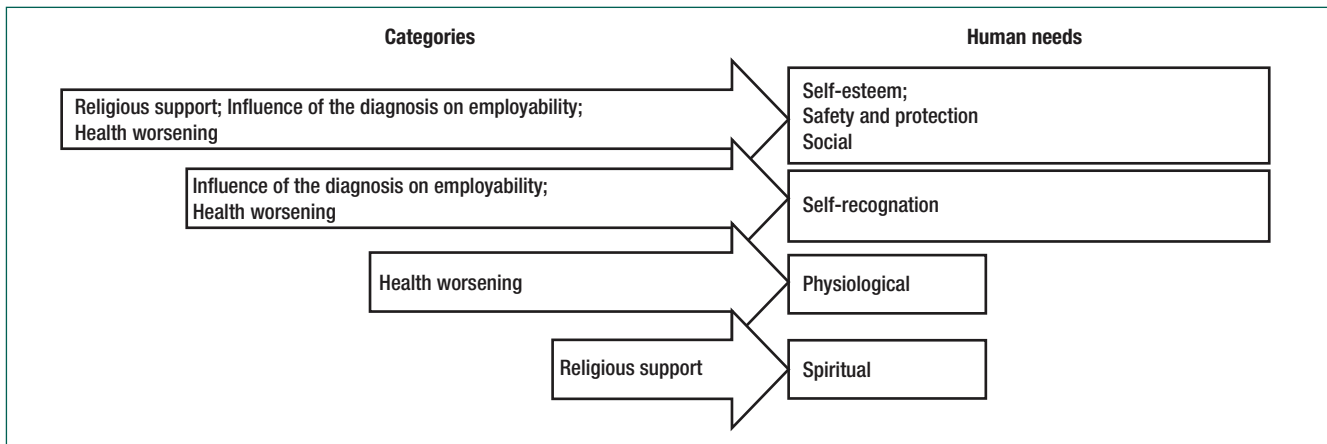 Categories
Human needs
Religious support; Influence of the diagnosis on employability;
Health worsening
Self-esteem;
Safety and protection
Social
Influence of the diagnosis on employability;
Health worsening
Self-recognation
Health worsening
Physiological
Religious support
Spiritual